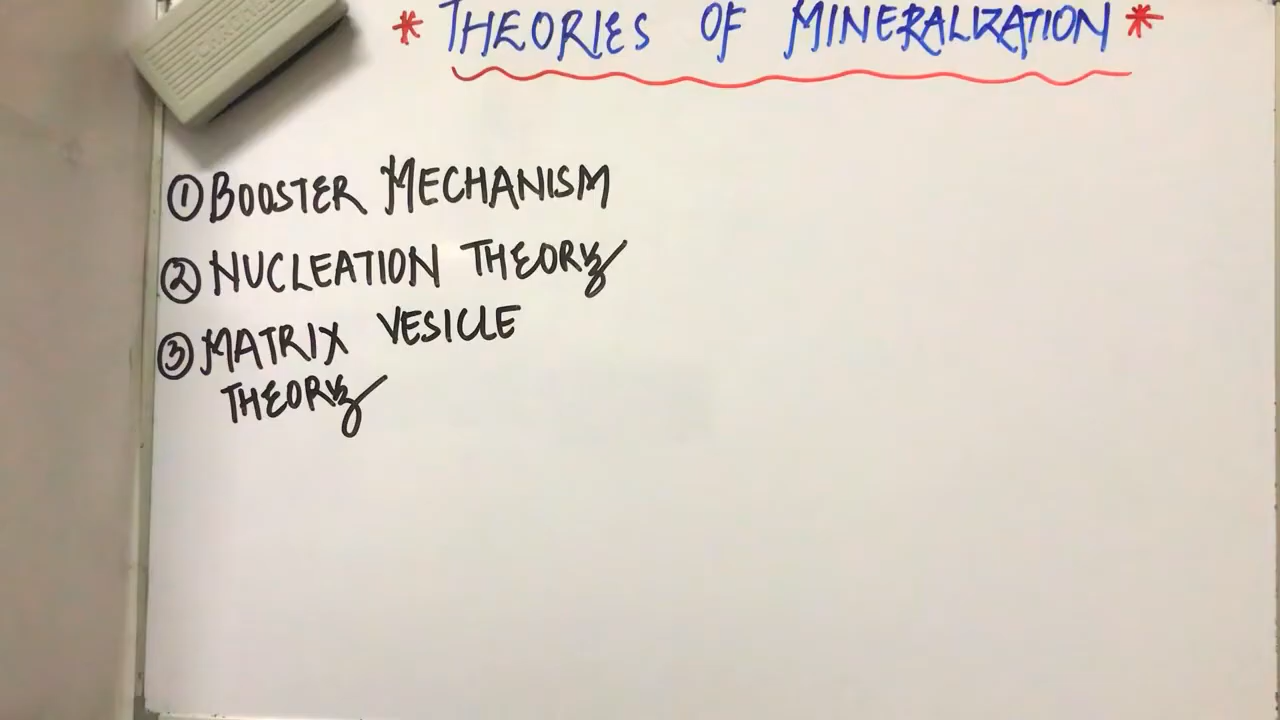 * THEORIES OF MINERALIZATION *
① BOOSTER MECHANISM
② NUCLEATION THEORY
③ MATRIX VESICLE
THEORY